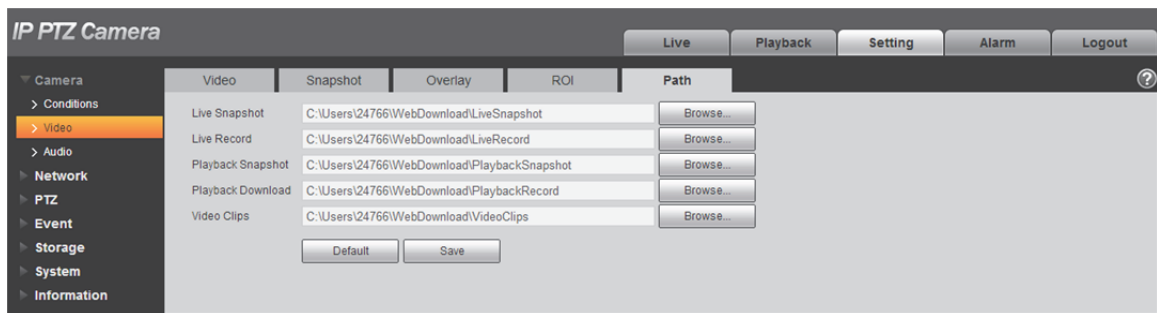 IP PTZ Camera
Live Playback Setting Alarm Logout
Camera
> Conditions
> Video
> Audio
Network
PTZ
Event
Storage
System
Information
Video Snapshot Overlay ROI Path ?
Live Snapshot C:\Users\24766\WebDownload\LiveSnapshot Browse...
Live Record C:\Users\24766\WebDownload\LiveRecord Browse...
Playback Snapshot C:\Users\24766\WebDownload\PlaybackSnapshot Browse...
Playback Download C:\Users\24766\WebDownload\PlaybackRecord Browse...
Video Clips C:\Users\24766\WebDownload\VideoClips Browse...
Default Save